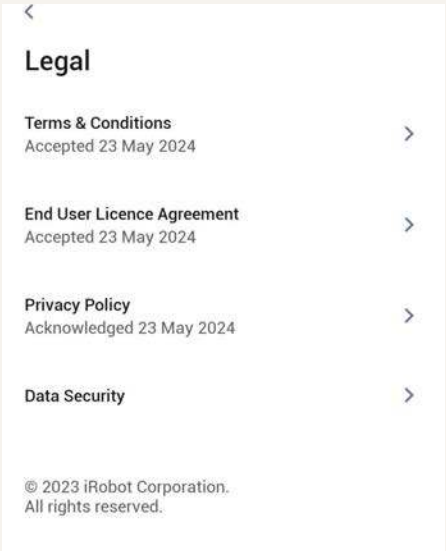 Legal
Terms & Conditions
Accepted 23 May 2024
End User Licence Agreement
Accepted 23 May 2024
Privacy Policy
Acknowledged 23 May 2024
Data Security
© 2023 iRobot Corporation.
All rights reserved.